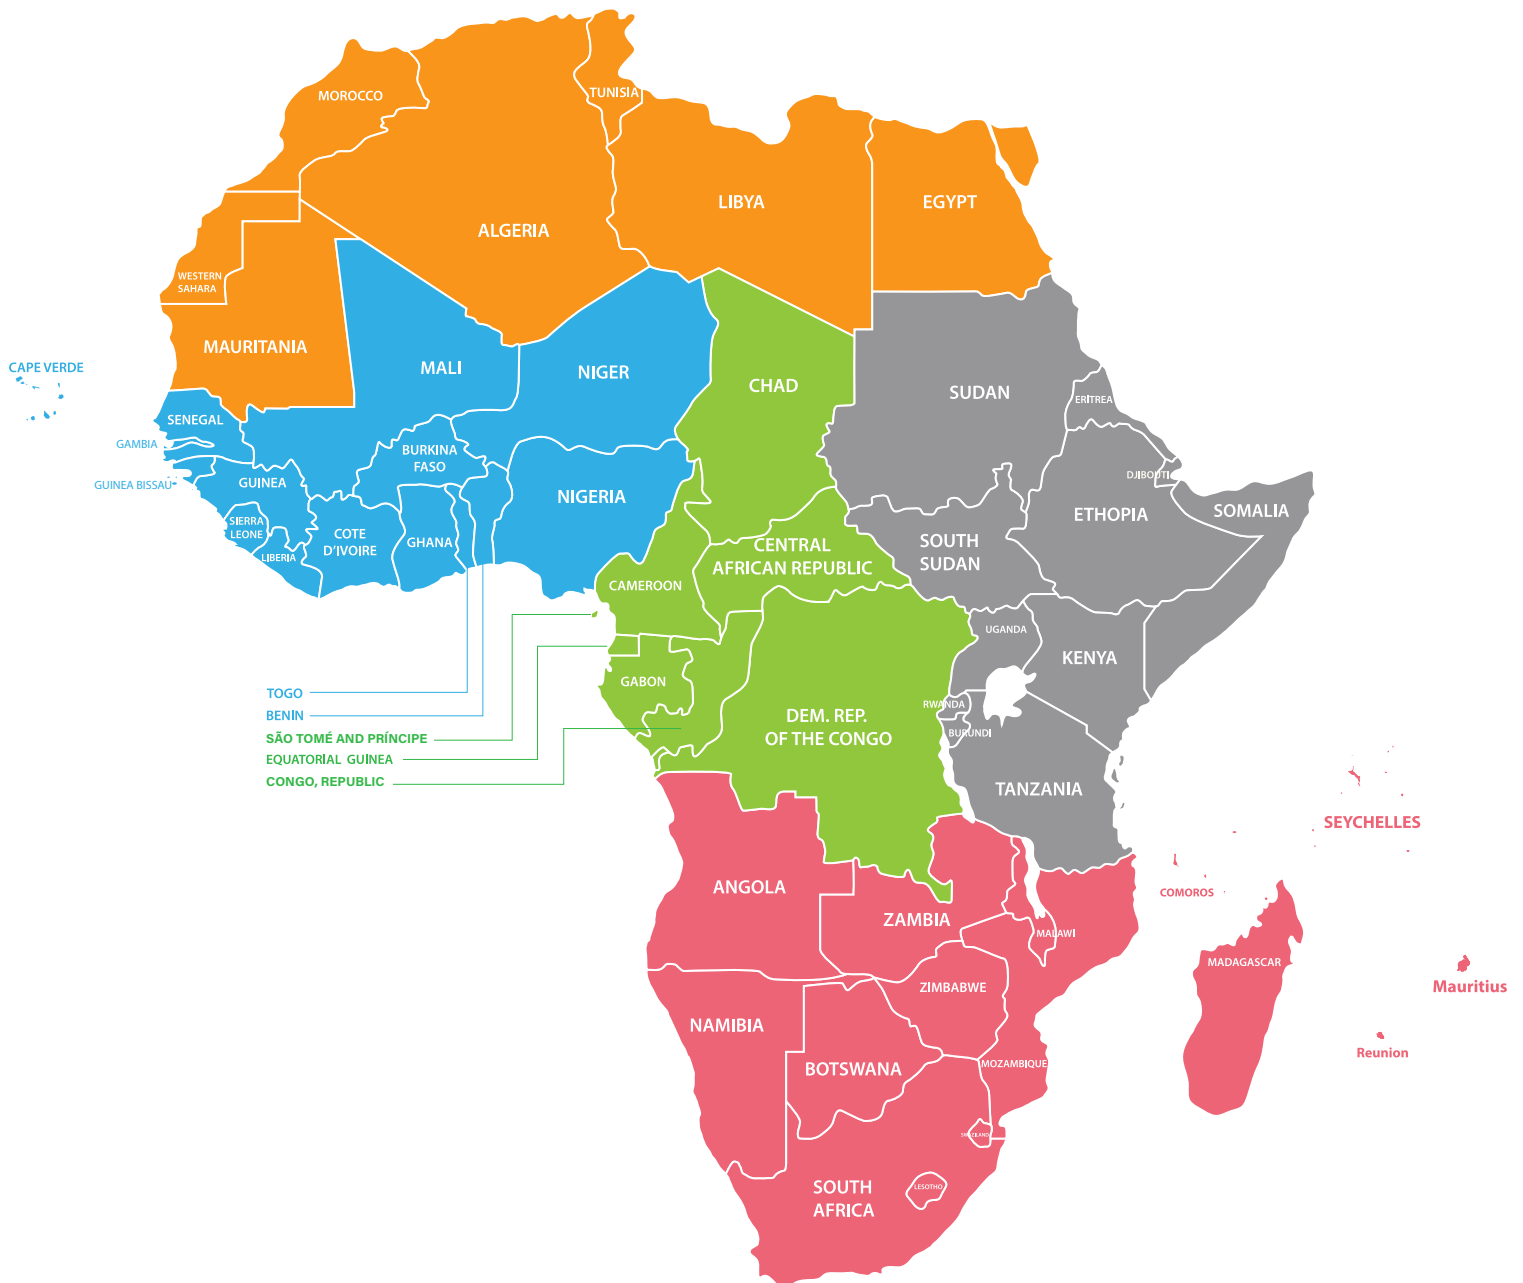 MOROCCO
TUNISIA
LIBYA
EGYPT
ALGERIA
WESTERN
SAHARA
MAURITANIA
CAPE VERDE
MALI
NIGER
CHAD
SUDAN
ERITREA
SENEGAL
GAMBIA
BURKINA
FASO
GUINEA BISSAU
GUINEA
NIGERIA
DJIBOUTI
ETHOPIA
SOMALIA
SIERRA
LEONE
LIBERIA
COTE
D'IVOIRE
GHANA
CENTRAL
AFRICAN REPUBLIC
SOUTH
SUDAN
CAMEROON
UGANDA
KENYA
GABON
TOGO
BENIN
SÃO TOMÉ AND PRÍNCIPE
EQUATORIAL GUINEA
CONGO, REPUBLIC
DEM. REP.
OF THE CONGO
RWANDA
BURUNDI
TANZANIA
SEYCHELLES
COMOROS
ANGOLA
ZAMBIA
MALAWI
MADAGASCAR
ZIMBABWE
Mauritius
NAMIBIA
BOTSWANA
MOZAMBIQUE
Reunion
SWAZILAND
SOUTH
AFRICA
LESOTHO